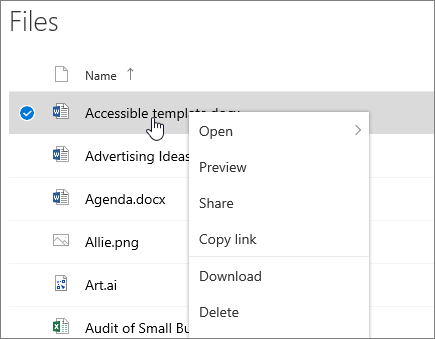 Files
Name
Accessible template.docx
Open
Advertising Ideas
Preview
Agenda.docx
Share
Allie.png
Copy link
Art.ai
Download
Delete
Audit of Small Bu